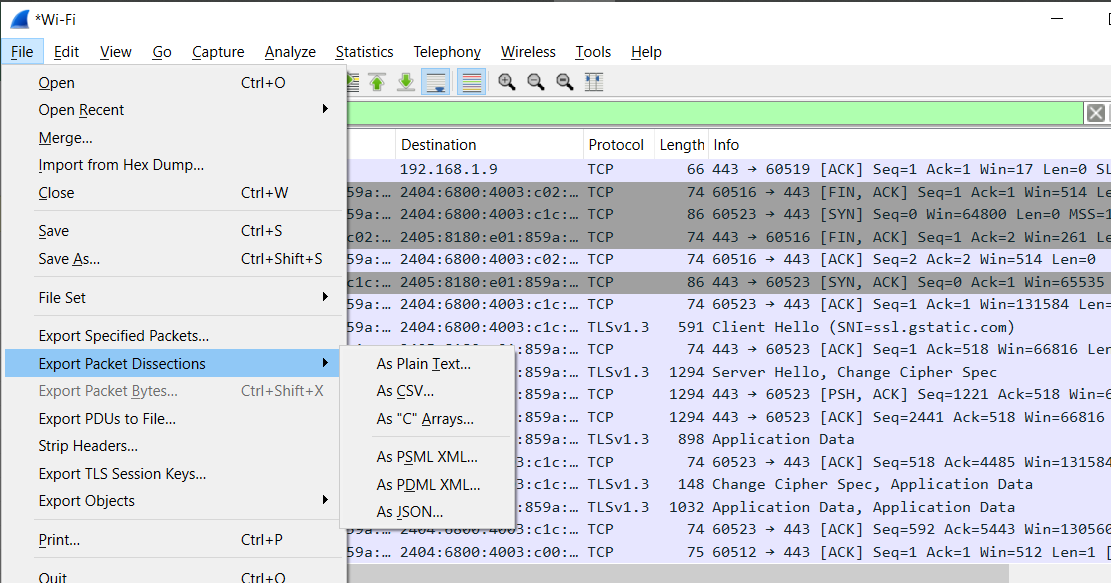 *Wi-Fi
File Edit View Go Capture Analyze Statistics Telephony Wireless Tools Help
Open Ctrl+O
Open Recent
Merge...
Import from Hex Dump...
Close Ctrl+W
Save Ctrl+S
Save As... Ctrl+Shift+S
File Set
Export Specified Packets...
Export Packet Dissections
Export Packet Bytes... Ctrl+Shift+X
Export PDUs to File...
Strip Headers...
Export TLS Session Keys...
Export Objects
Print... Ctrl+P
Quit Ctrl+Q
As Plain Text...
As CSV...
As "C" Arrays...
As PSML XML...
As PDML XML...
As JSON...
Destination Protocol Length Info
192.168.1.9 TCP 66 443 → 60519 [ACK] Seq=1 Ack=1 Win=17 Len=0 SL
59a:… 2404:6800:4003:c02:… TCP 74 60516 → 443 [FIN, ACK] Seq=1 Ack=1 Win=514 Le
59a:… 2404:6800:4003:c1c:… TCP 86 60523 → 443 [SYN] Seq=0 Win=64800 Len=0 MSS=1
c02:… 2405:8180:e01:859a:… TCP 74 443 → 60516 [FIN, ACK] Seq=1 Ack=2 Win=261 Le
59a:… 2404:6800:4003:c02:… TCP 74 60516 → 443 [ACK] Seq=2 Ack=2 Win=514 Len=0
c1c:… 2405:8180:e01:859a:… TCP 86 443 → 60523 [SYN, ACK] Seq=0 Ack=1 Win=65535
59a:… 2404:6800:4003:c1c:… TCP 74 60523 → 443 [ACK] Seq=1 Ack=1 Win=131584 Len=
59a:… 2404:6800:4003:c1c:… TLSv1.3 591 Client Hello (SNI=ssl.gstatic.com)
:859a:… TCP 74 443 → 60523 [ACK] Seq=1 Ack=518 Win=66816 Len
:859a:… TLSv1.3 1294 Server Hello, Change Cipher Spec
:859a:… TCP 1294 443 → 60523 [PSH, ACK] Seq=1221 Ack=518 Win=6
:859a:… TCP 1294 443 → 60523 [ACK] Seq=2441 Ack=518 Win=66816
:859a:… TLSv1.3 898 Application Data
:c1c:… TCP 74 60523 → 443 [ACK] Seq=518 Ack=4485 Win=131584
:c1c:… TLSv1.3 148 Change Cipher Spec, Application Data
:c1c:… TLSv1.3 1032 Application Data, Application Data
59a:… 2404:6800:4003:c1c:… TCP 74 60523 → 443 [ACK] Seq=592 Ack=5443 Win=130560
59a:… 2404:6800:4003:c00:… TCP 75 60512 → 443 [ACK] Seq=1 Ack=1 Win=512 Len=1 [